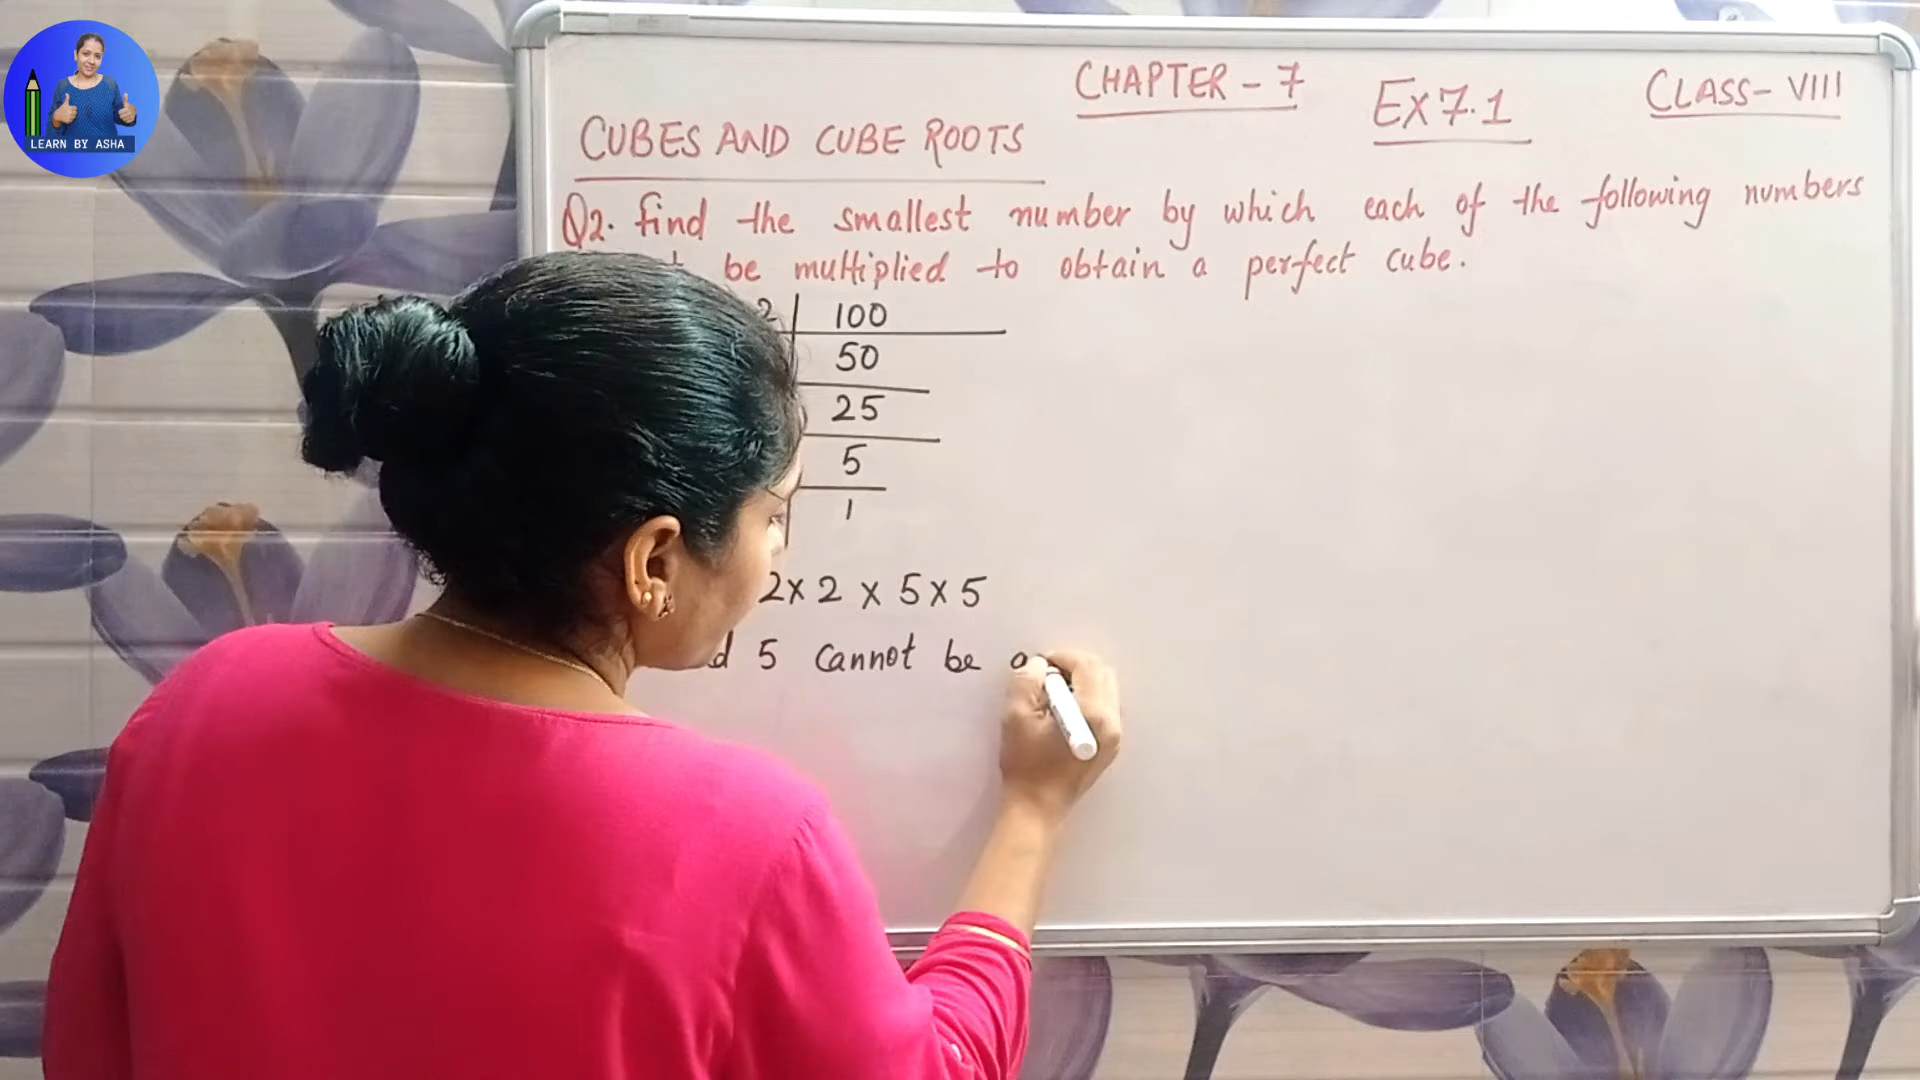 LEARN BY ASHA
CHAPTER - 7
EX 7.1
CLASS- VIII
CUBES AND CUBE ROOTS
Q2. find the smallest number by which each of the following numbers
be multiplied to obtain a perfect cube.
2 100
50
25
5
1
2 x 2 x 5 x 5
5 Cannot be